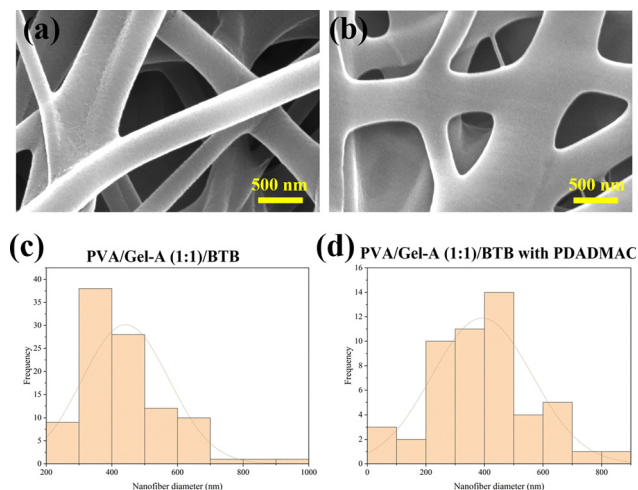 (a)
500 nm
(b)
500 nm
(c)
PVA/Gel-A (1:1)/BTB
Frequency
40
35
30
25
20
15
10
5
0
200
400
600
800
1000
Nanofiber diameter (nm)
(d)
PVA/Gel-A (1:1)/BTB with PDADMAC
Frequency
16
14
12
10
8
6
4
2
0
0
200
400
600
800
Nanofiber diameter (nm)